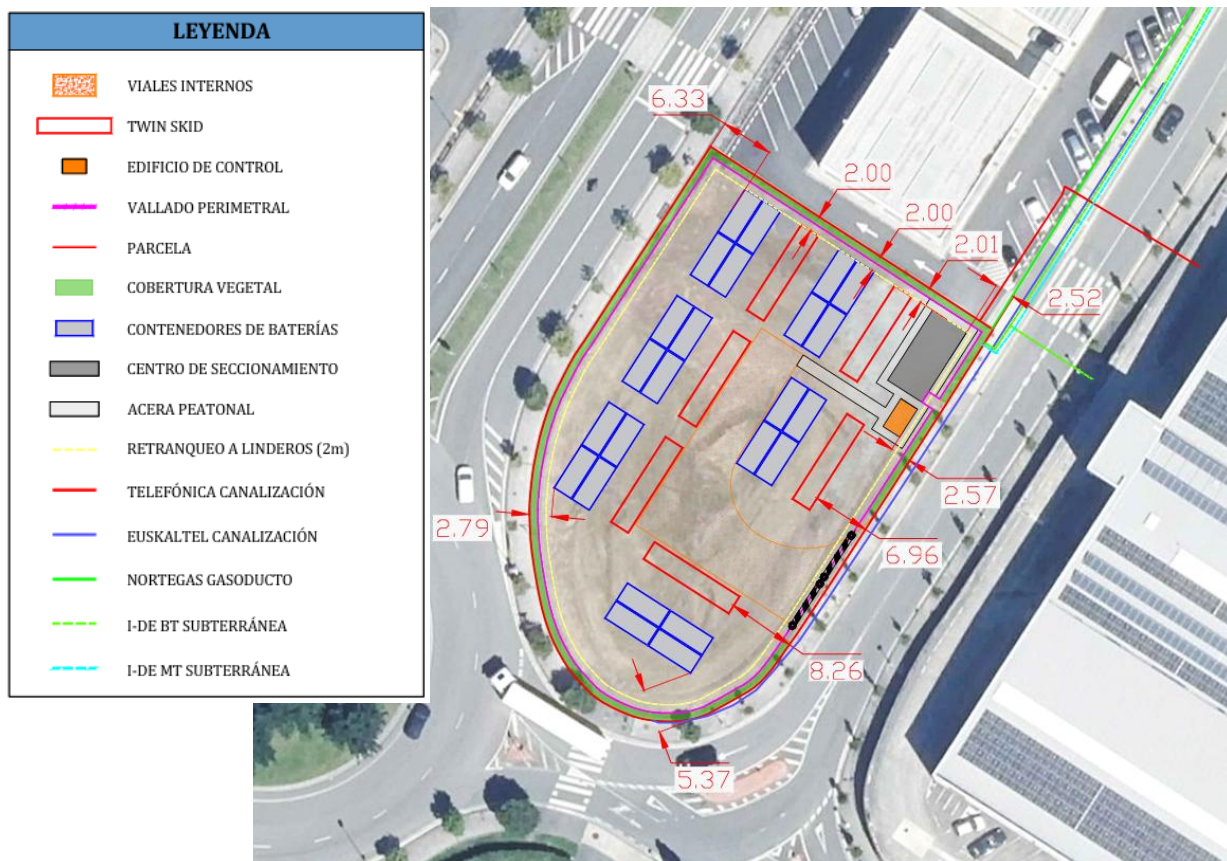 LEYENDA
VIALES INTERNOS
TWIN SKID
EDIFICIO DE CONTROL
VALLADO PERIMETRAL
PARCELA
COBERTURA VEGETAL
CONTENEDORES DE BATERÍAS
CENTRO DE SECCIONAMIENTO
ACERA PEATONAL
RETRANQUEO A LINDEROS (2m)
TELEFÓNICA CANALIZACIÓN
EUSKALTEL CANALIZACIÓN
NORTEGAS GASODUCTO
I-DE BT SUBTERRÁNEA
I-DE MT SUBTERRÁNEA
6.33
2.00
2.00
2.01
2.52
2.57
2.79
6.96
8.26
5.37